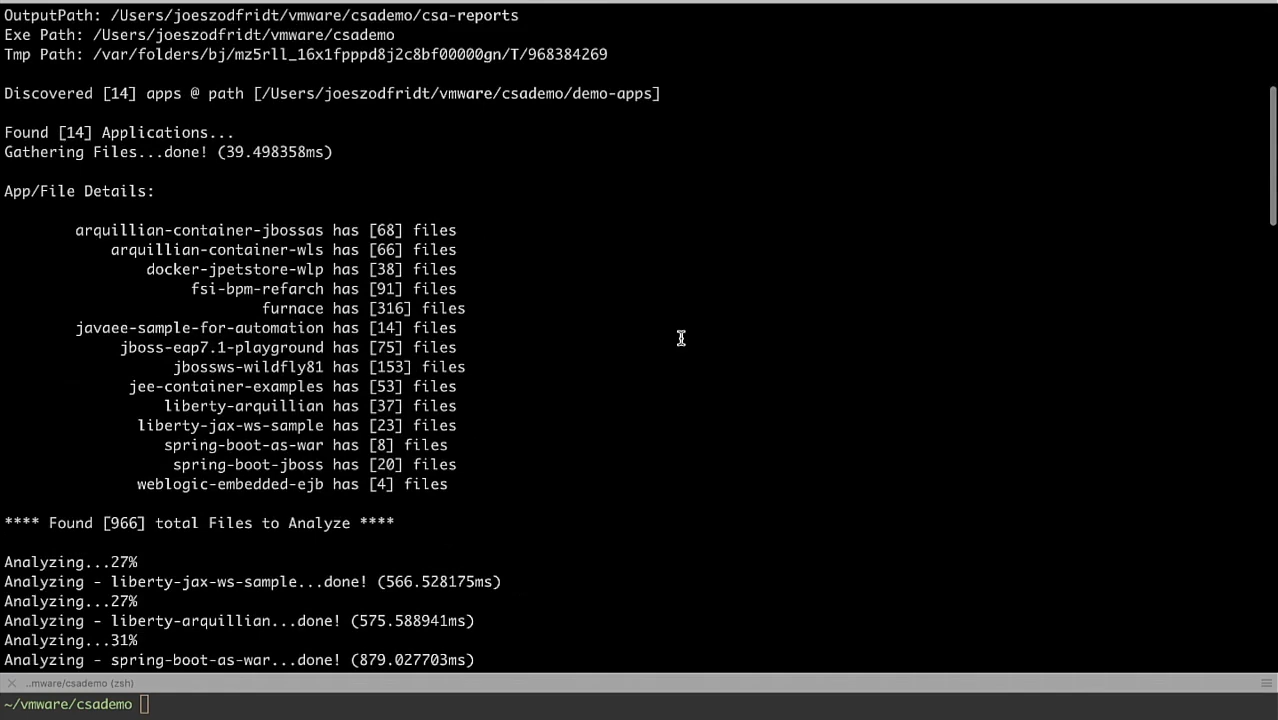 OutputPath: /Users/joeszodfridt/vmware/csademo/csa-reports
Exe Path: /Users/joeszodfridt/vmware/csademo
Tmp Path: /var/folders/bj/mz5rll_16x1fpppd8j2c8bf00000gn/T/968384269
Discovered [14] apps @ path [/Users/joeszodfridt/vmware/csademo/demo-apps]
Found [14] Applications...
Gathering Files...done! (39.498358ms)
App/File Details:
arquillian-container-jbossas has [68] files
arquillian-container-wls has [66] files
docker-jpetstore-wlp has [38] files
fsi-bpm-refarch has [91] files
furnace has [316] files
javaee-sample-for-automation has [14] files
jboss-eap7.1-playground has [75] files
jbossws-wildfly81 has [153] files
jee-container-examples has [53] files
liberty-arquillian has [37] files
liberty-jax-ws-sample has [23] files
spring-boot-as-war has [8] files
spring-boot-jboss has [20] files
weblogic-embedded-ejb has [4] files
**** Found [966] total Files to Analyze ****
Analyzing...27%
Analyzing - liberty-jax-ws-sample...done! (566.528175ms)
Analyzing...27%
Analyzing - liberty-arquillian...done! (575.588941ms)
Analyzing...31%
Analyzing - spring-boot-as-war...done! (879.027703ms)
..mware/csademo (zsh)
~/vmware/csademo